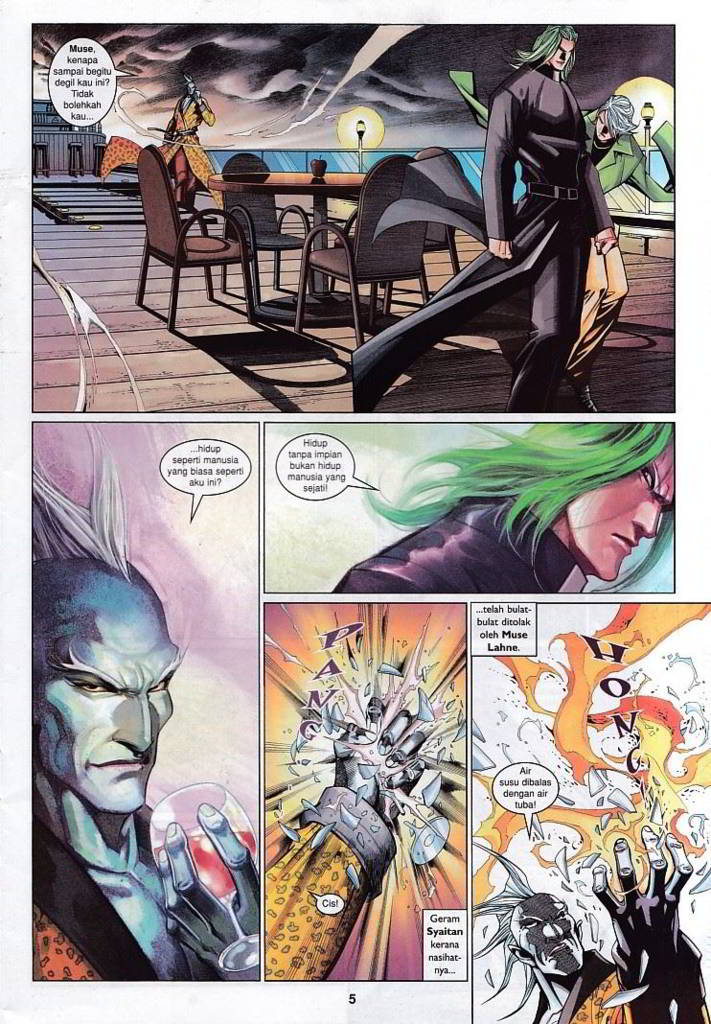 Muse,
kenapa
sampai begitu
degil kau ini?
Tidak
bolehkah
kau...
...hidup
seperti manusia
yang biasa seperti
aku ini?
Hidup
tanpa impian
bukan hidup
manusia yang
sejati!
PANG
Cis!
Geram
Syaitan
kerana
nasihat-
nya...
...telah bulat-
bulat ditolak
oleh Muse
Lahne.
HONG
Air
susu dibalas
dengan air
tuba!
5